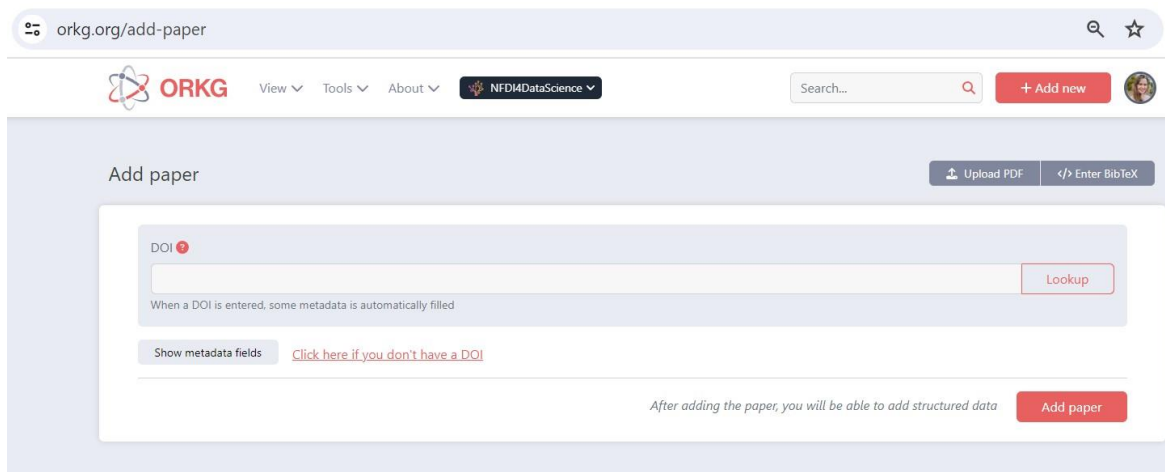 orkg.org/add-paper
ORKG View Tools About NFDI4DataScience Search... + Add new
Add paper Upload PDF </> Enter BibTeX
DOI ?
Lookup
When a DOI is entered, some metadata is automatically filled
Show metadata fields Click here if you don't have a DOI
After adding the paper, you will be able to add structured data Add paper